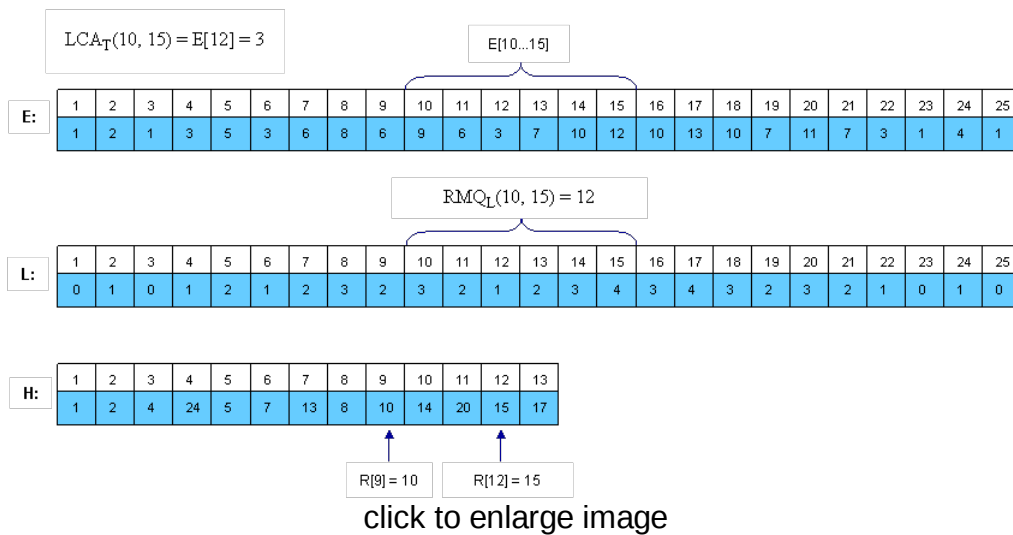 LCA_T(10, 15) = E[12] = 3
E[10...15]
E:
1 2 3 4 5 6 7 8 9 10 11 12 13 14 15 16 17 18 19 20 21 22 23 24 25
1 2 1 3 5 3 6 8 6 9 6 3 7 10 12 10 13 10 7 11 7 3 1 4 1
RMQ_L(10, 15) = 12
L:
1 2 3 4 5 6 7 8 9 10 11 12 13 14 15 16 17 18 19 20 21 22 23 24 25
0 1 0 1 2 1 2 3 2 3 2 1 2 3 4 3 4 3 2 3 2 1 0 1 0
H:
1 2 3 4 5 6 7 8 9 10 11 12 13
1 2 4 24 5 7 13 8 10 14 20 15 17
R[9] = 10 R[12] = 15
click to enlarge image